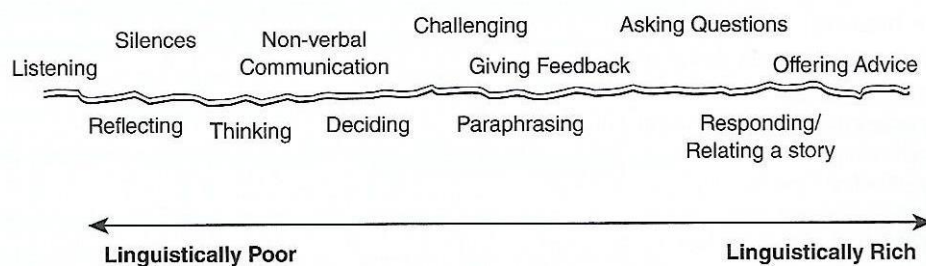 Challenging Asking Questions
Silences Non-verbal
Listening Communication Giving Feedback Offering Advice
Reflecting Thinking Deciding Paraphrasing Responding/
Relating a story
Linguistically Poor Linguistically Rich